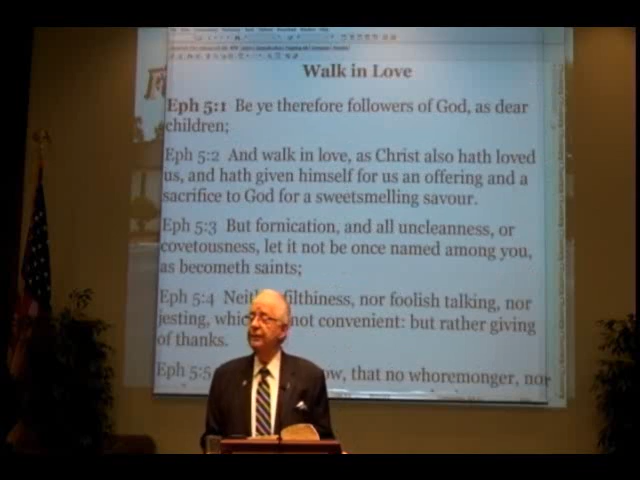 Walk in Love
Eph 5:1 Be ye therefore followers of God, as dear
children;
Eph 5:2 And walk in love, as Christ also hath loved
us, and hath given himself for us an offering and a
sacrifice to God for a sweetsmelling savour.
Eph 5:3 But fornication, and all uncleanness, or
covetousness, let it not be once named among you,
as becometh saints;
Eph 5:4 filthiness, nor foolish talking, nor
jesting, not convenient: but rather giving
of thanks.
Eph 5:5 that no whoremonger, nor